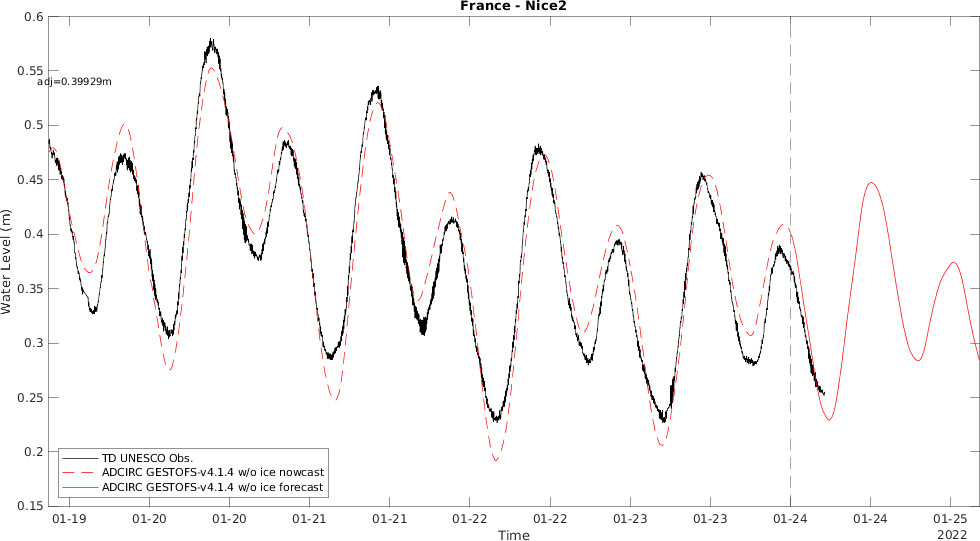 France - Nice2
0.6
0.55
adj=0.39929m
0.5
0.45
0.4
0.35
0.3
0.25
0.2
0.15
Water Level (m)
TD UNESCO Obs.
ADCIRC GESTOFS-v4.1.4 w/o ice nowcast
ADCIRC GESTOFS-v4.1.4 w/o ice forecast
01-19 01-20 01-20 01-21 01-21 01-22 01-22 01-23 01-23 01-24 01-24 01-25
Time
2022